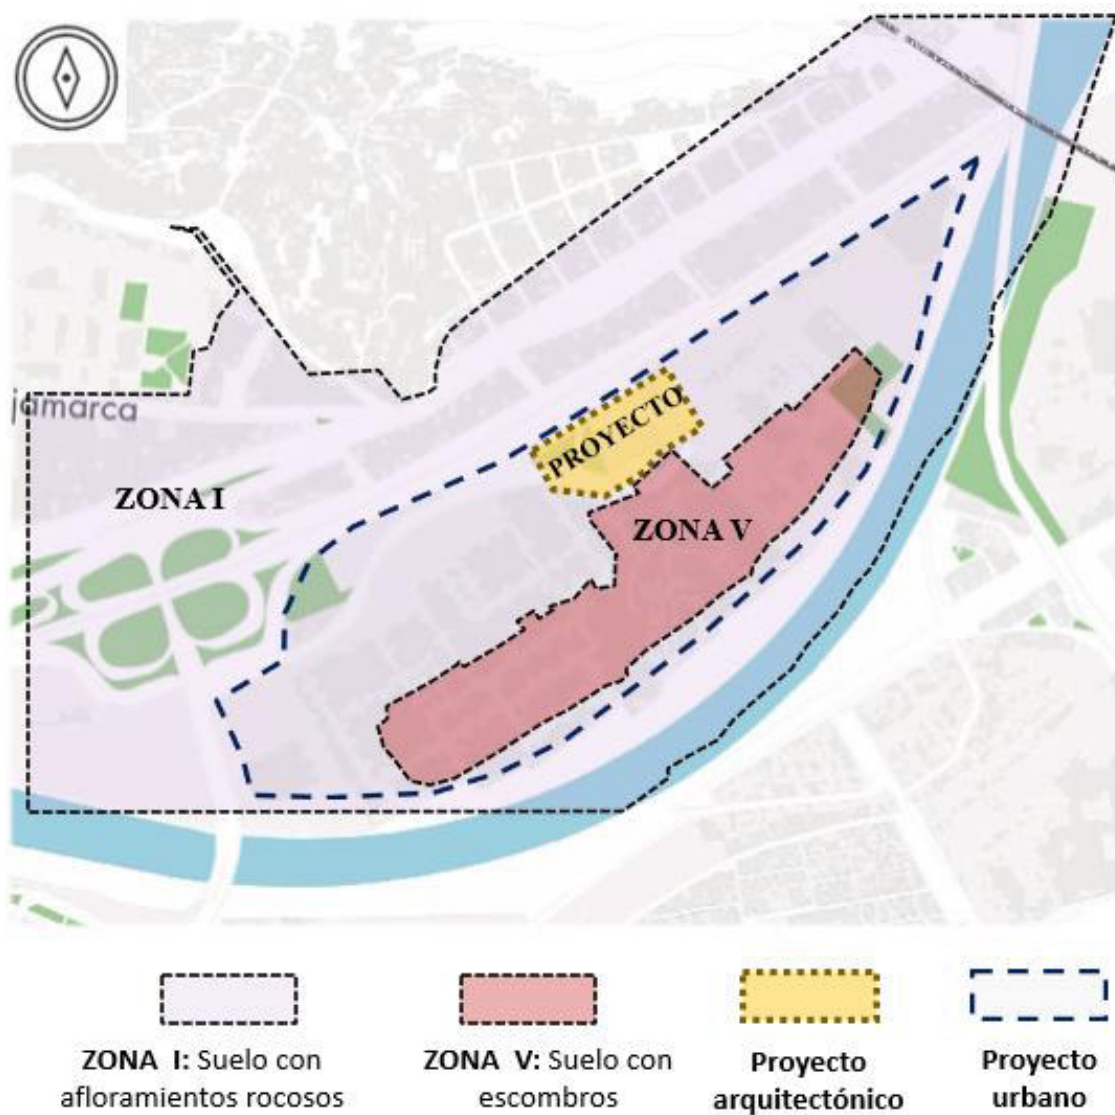 PROYECTO
jamarca
ZONA I
ZONA V
ZONA I: Suelo con
afloramientos rocosos
ZONA V: Suelo con
escombros
Proyecto
arquitectónico
Proyecto
urbano